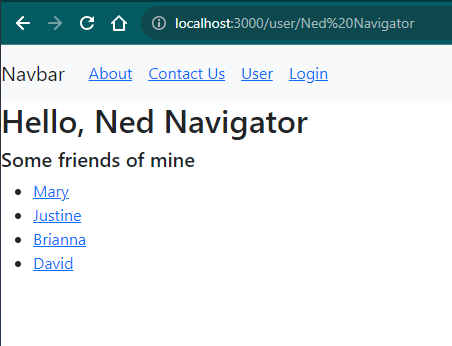 localhost:3000/user/Ned%20Navigator
Navbar About Contact Us User Login
Hello, Ned Navigator
Some friends of mine
Mary
Justine
Brianna
David